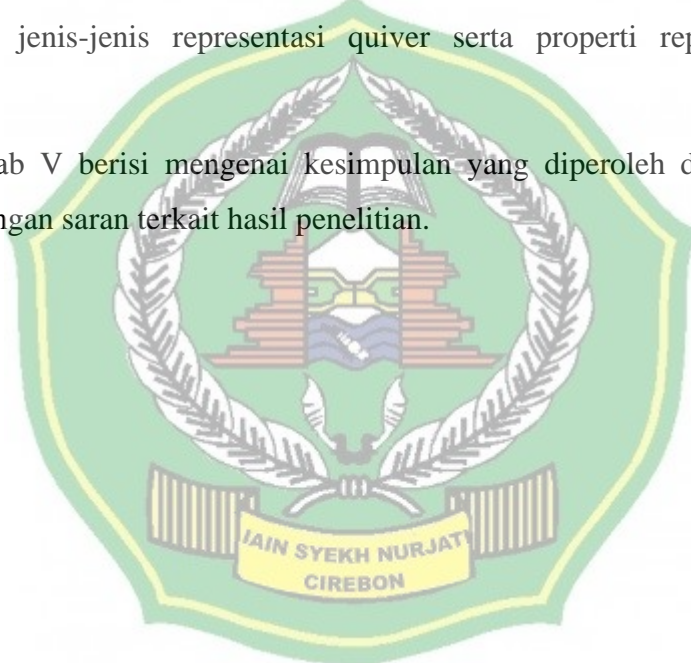 jenis-jenis representasi quiver serta properti rep
ab V berisi mengenai kesimpulan yang diperoleh d
ngan saran terkait hasil penelitian.
IAIN SYEKH NURJATI
CIREBON